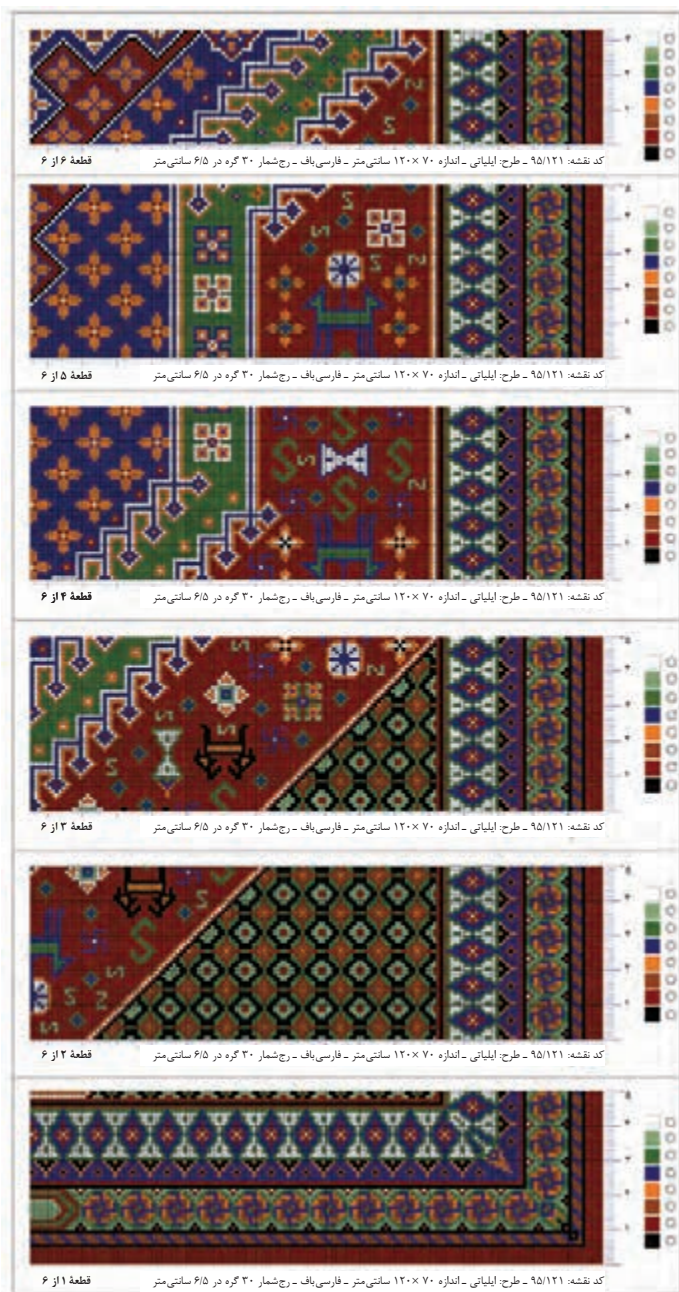 کد نقشه: ۹۵/۱۲۱ ـ طرح: ایلیاتی ـ اندازه ۷۰ ×۱۲۰ سانتی‌متر ـ فارسی‌باف ـ رج‌شمار ۳۰ گره در ۶/۵ سانتی‌متر قطعهٔ ۶ از ۶
کد نقشه: ۹۵/۱۲۱ ـ طرح: ایلیاتی ـ اندازه ۷۰ ×۱۲۰ سانتی‌متر ـ فارسی‌باف ـ رج‌شمار ۳۰ گره در ۶/۵ سانتی‌متر قطعهٔ ۵ از ۶
کد نقشه: ۹۵/۱۲۱ ـ طرح: ایلیاتی ـ اندازه ۷۰ ×۱۲۰ سانتی‌متر ـ فارسی‌باف ـ رج‌شمار ۳۰ گره در ۶/۵ سانتی‌متر قطعهٔ ۴ از ۶
کد نقشه: ۹۵/۱۲۱ ـ طرح: ایلیاتی ـ اندازه ۷۰ ×۱۲۰ سانتی‌متر ـ فارسی‌باف ـ رج‌شمار ۳۰ گره در ۶/۵ سانتی‌متر قطعهٔ ۳ از ۶
کد نقشه: ۹۵/۱۲۱ ـ طرح: ایلیاتی ـ اندازه ۷۰ ×۱۲۰ سانتی‌متر ـ فارسی‌باف ـ رج‌شمار ۳۰ گره در ۶/۵ سانتی‌متر قطعهٔ ۲ از ۶
کد نقشه: ۹۵/۱۲۱ ـ طرح: ایلیاتی ـ اندازه ۷۰ ×۱۲۰ سانتی‌متر ـ فارسی‌باف ـ رج‌شمار ۳۰ گره در ۶/۵ سانتی‌متر قطعهٔ ۱ از ۶